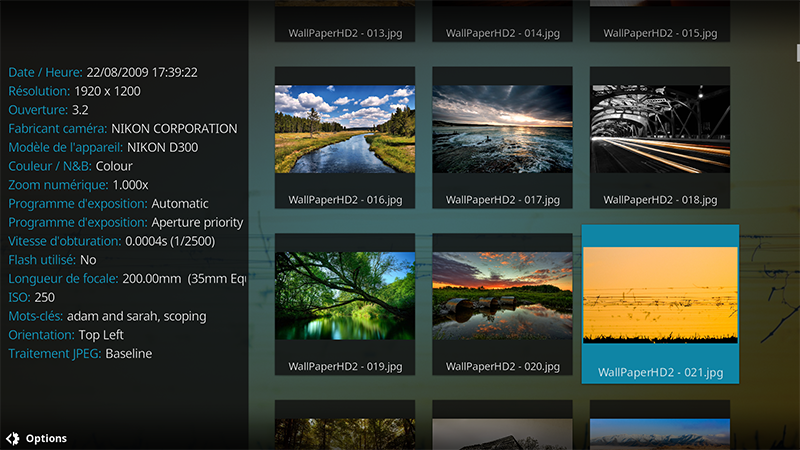 WallPaperHD2 - 013.jpg
WallPaperHD2 - 014.jpg
WallPaperHD2 - 015.jpg
Date / Heure: 22/08/2009 17:39:22
Résolution: 1920 x 1200
Ouverture: 3.2
Fabricant caméra: NIKON CORPORATION
Modèle de l'appareil: NIKON D300
Couleur / N&B: Colour
Zoom numérique: 1.000x
Programme d'exposition: Automatic
Programme d'exposition: Aperture priority
Vitesse d'obturation: 0.0004s (1/2500)
Flash utilisé: No
Longueur de focale: 200.00mm (35mm Equ
ISO: 250
Mots-clés: adam and sarah, scoping
Orientation: Top Left
Traitement JPEG: Baseline
WallPaperHD2 - 016.jpg
WallPaperHD2 - 017.jpg
WallPaperHD2 - 018.jpg
WallPaperHD2 - 019.jpg
WallPaperHD2 - 020.jpg
WallPaperHD2 - 021.jpg
Options